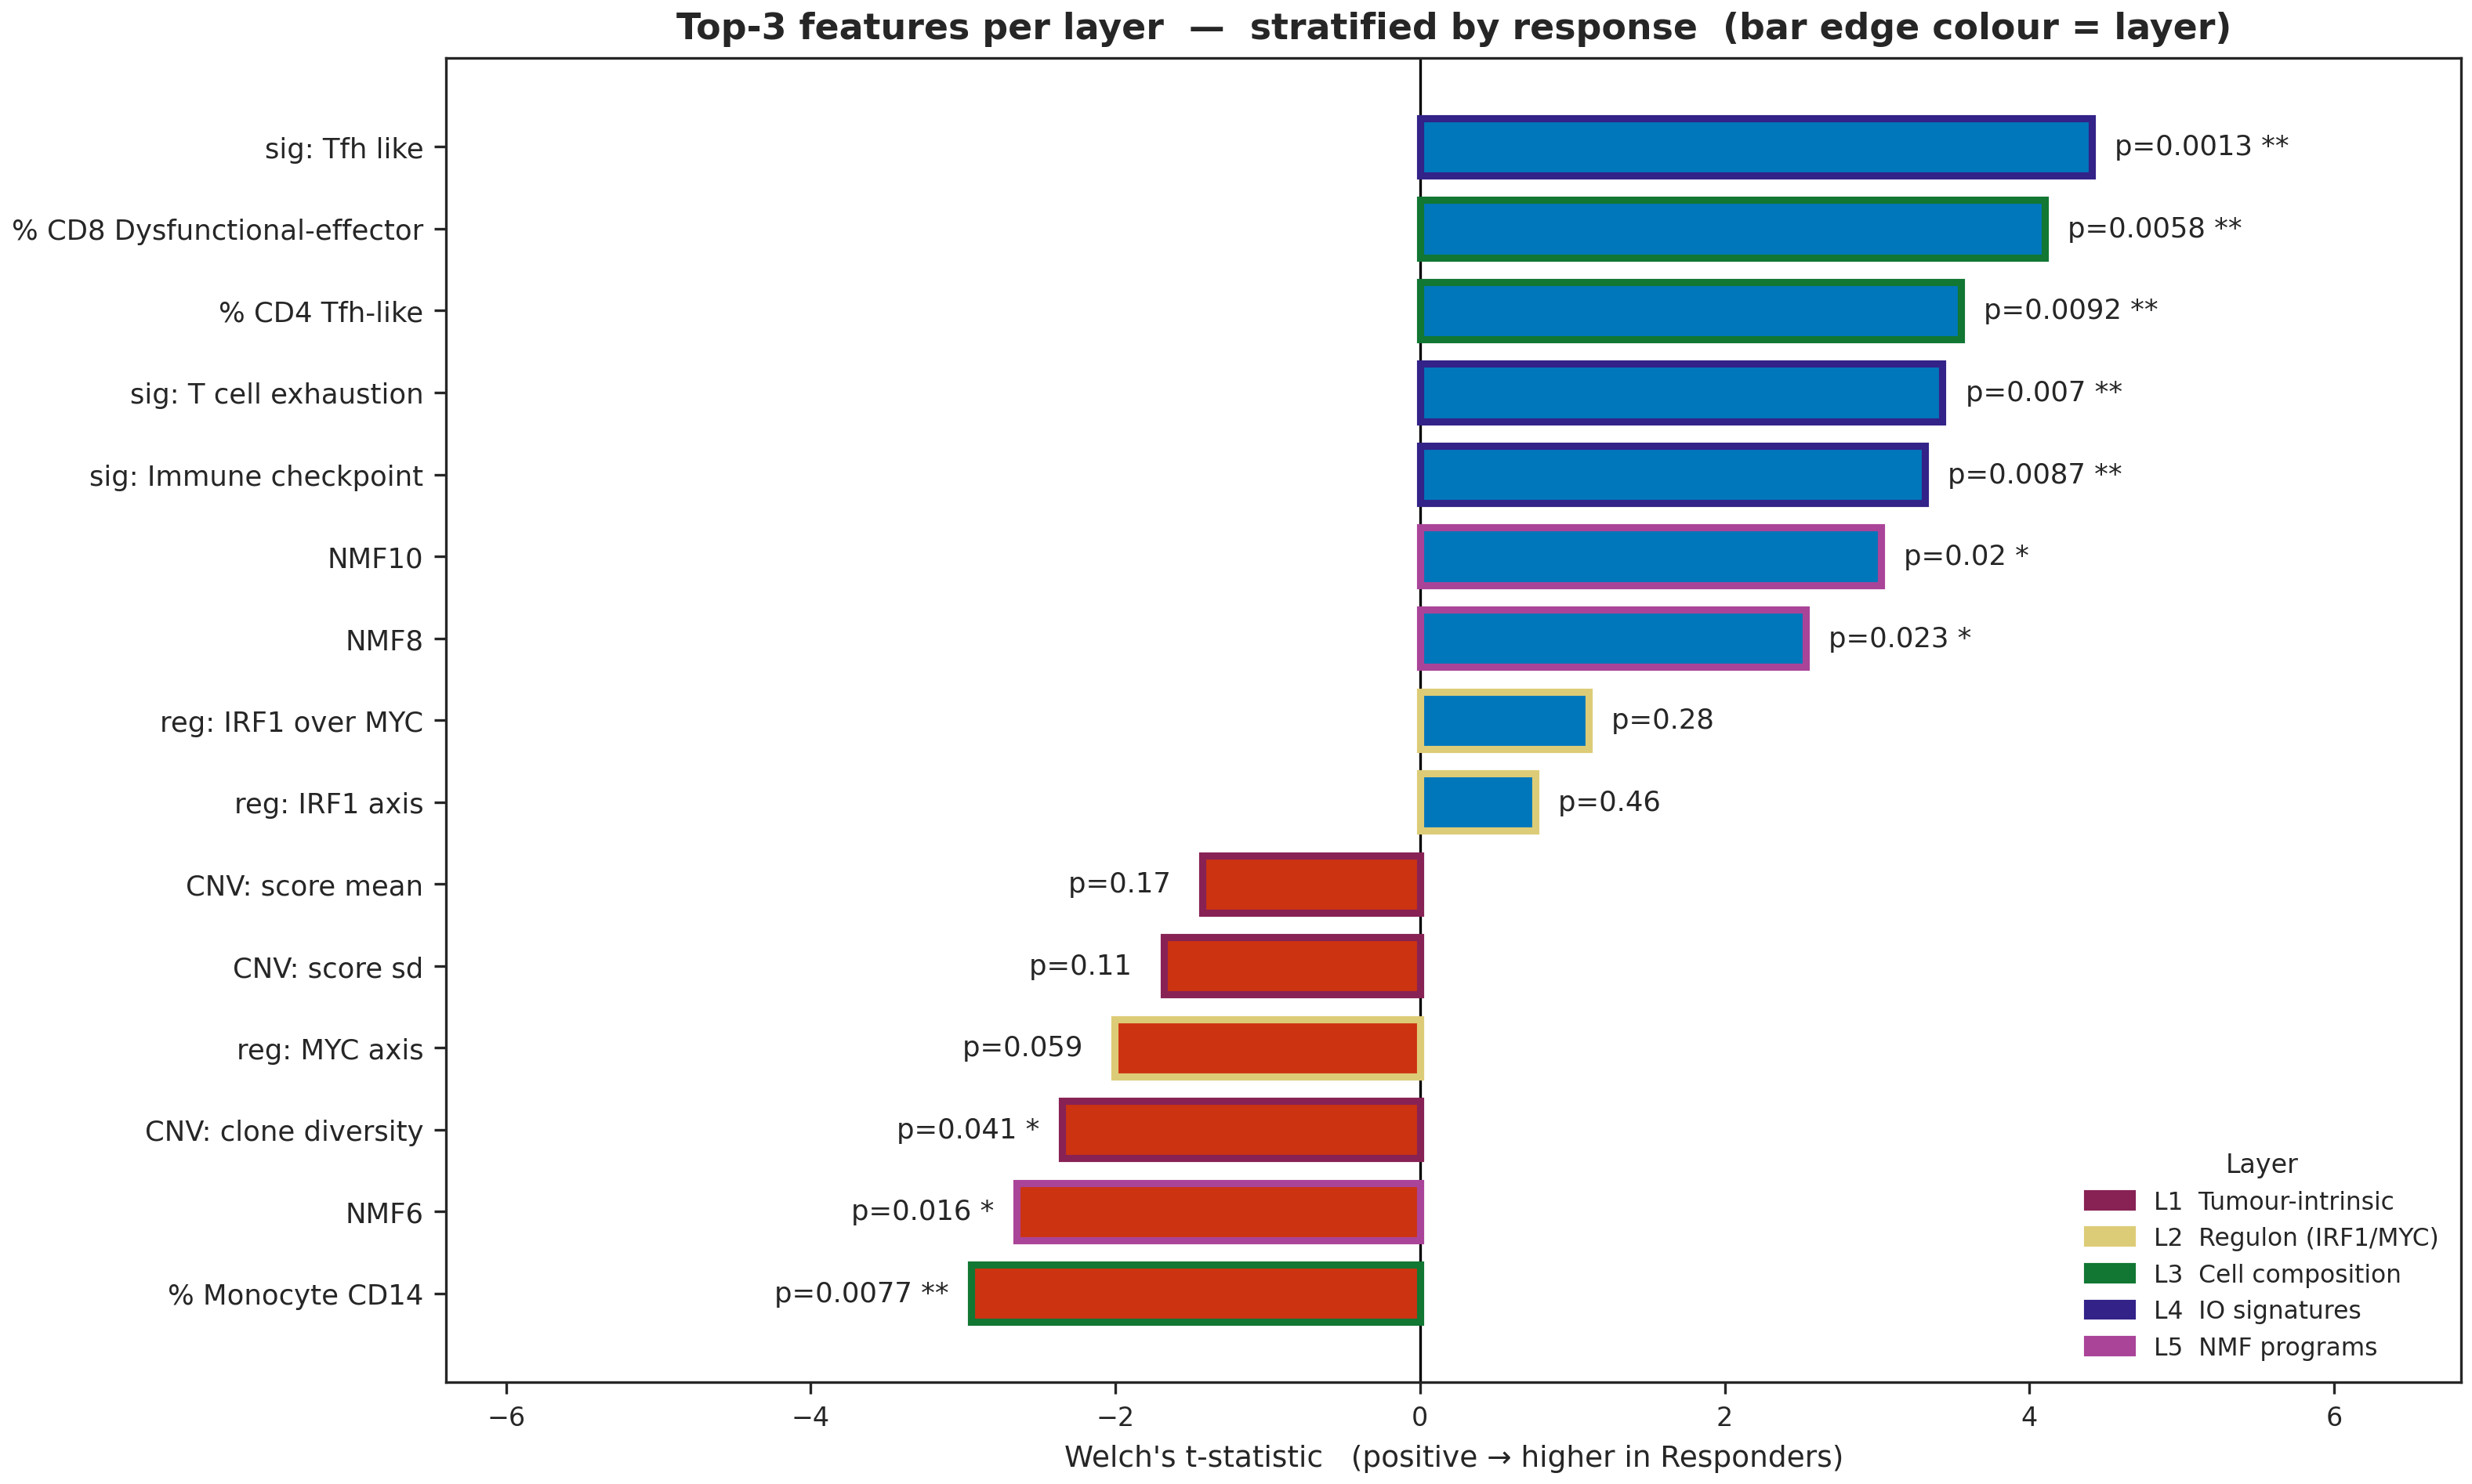 Top-3 features per layer — stratified by response (bar edge colour = layer)
sig: Tfh like
p=0.0013 **
% CD8 Dysfunctional-effector
p=0.0058 **
% CD4 Tfh-like
p=0.0092 **
sig: T cell exhaustion
p=0.007 **
sig: Immune checkpoint
p=0.0087 **
NMF10
p=0.02 *
NMF8
p=0.023 *
reg: IRF1 over MYC
p=0.28
reg: IRF1 axis
p=0.46
CNV: score mean
p=0.17
CNV: score sd
p=0.11
reg: MYC axis
p=0.059
CNV: clone diversity
p=0.041 *
NMF6
p=0.016 *
% Monocyte CD14
p=0.0077 **
Layer
L1 Tumour-intrinsic
L2 Regulon (IRF1/MYC)
L3 Cell composition
L4 IO signatures
L5 NMF programs
−6 −4 −2 0 2 4 6
Welch's t-statistic (positive → higher in Responders)